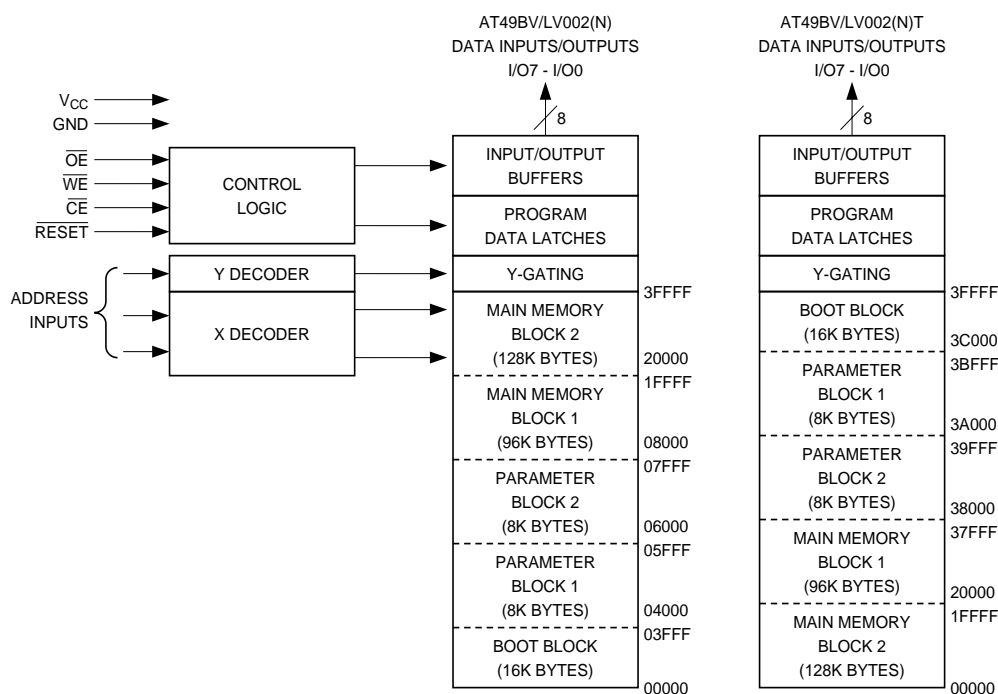 AT49BV/LV002(N)
DATA INPUTS/OUTPUTS
I/O7 - I/O0
8
AT49BV/LV002(N)T
DATA INPUTS/OUTPUTS
I/O7 - I/O0
8
VCC
GND
OE
WE
CE
RESET
ADDRESS
INPUTS
CONTROL
LOGIC
Y DECODER
X DECODER
INPUT/OUTPUT
BUFFERS
PROGRAM
DATA LATCHES
Y-GATING
3FFFF
MAIN MEMORY
BLOCK 2
(128K BYTES)
20000
1FFFF
MAIN MEMORY
BLOCK 1
(96K BYTES)
08000
07FFF
PARAMETER
BLOCK 2
(8K BYTES)
06000
05FFF
PARAMETER
BLOCK 1
(8K BYTES)
04000
03FFF
BOOT BLOCK
(16K BYTES)
00000
INPUT/OUTPUT
BUFFERS
PROGRAM
DATA LATCHES
Y-GATING
3FFFF
BOOT BLOCK
(16K BYTES)
3C000
3BFFF
PARAMETER
BLOCK 1
(8K BYTES)
3A000
39FFF
PARAMETER
BLOCK 2
(8K BYTES)
38000
37FFF
MAIN MEMORY
BLOCK 1
(96K BYTES)
20000
1FFFF
MAIN MEMORY
BLOCK 2
(128K BYTES)
00000